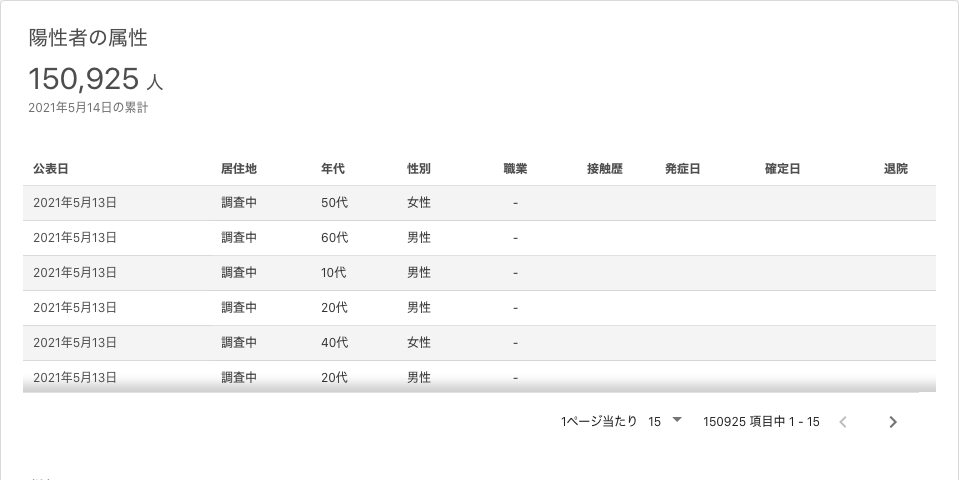 陽性者の属性
150,925 人
2021年5月14日の累計
公表日 居住地 年代 性別 職業 接触歴 発症日 確定日 退院
2021年5月13日 調査中 50代 女性 -
2021年5月13日 調査中 60代 男性 -
2021年5月13日 調査中 10代 男性 -
2021年5月13日 調査中 20代 男性 -
2021年5月13日 調査中 40代 女性 -
2021年5月13日 調査中 20代 男性 -
1ページ当たり 15 150925 項目中 1 - 15